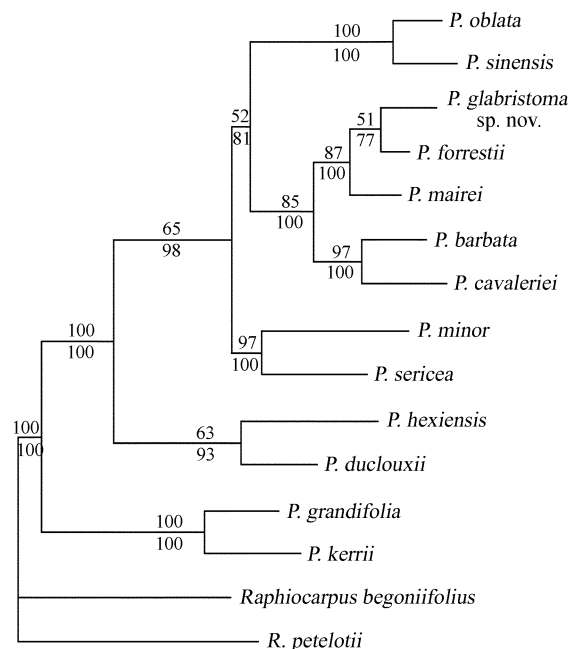 100
100
P. oblata
P. sinensis
52
81
P. glabristoma
sp. nov.
51
77
P. forrestii
87
100
P. mairei
85
100
P. barbata
97
100
P. cavaleriei
65
98
P. minor
97
100
P. sericea
100
100
P. hexiensis
63
93
P. duclouxii
100
100
P. grandifolia
100
100
P. kerrii
Raphiocarpus begoniifolius
R. petelotii